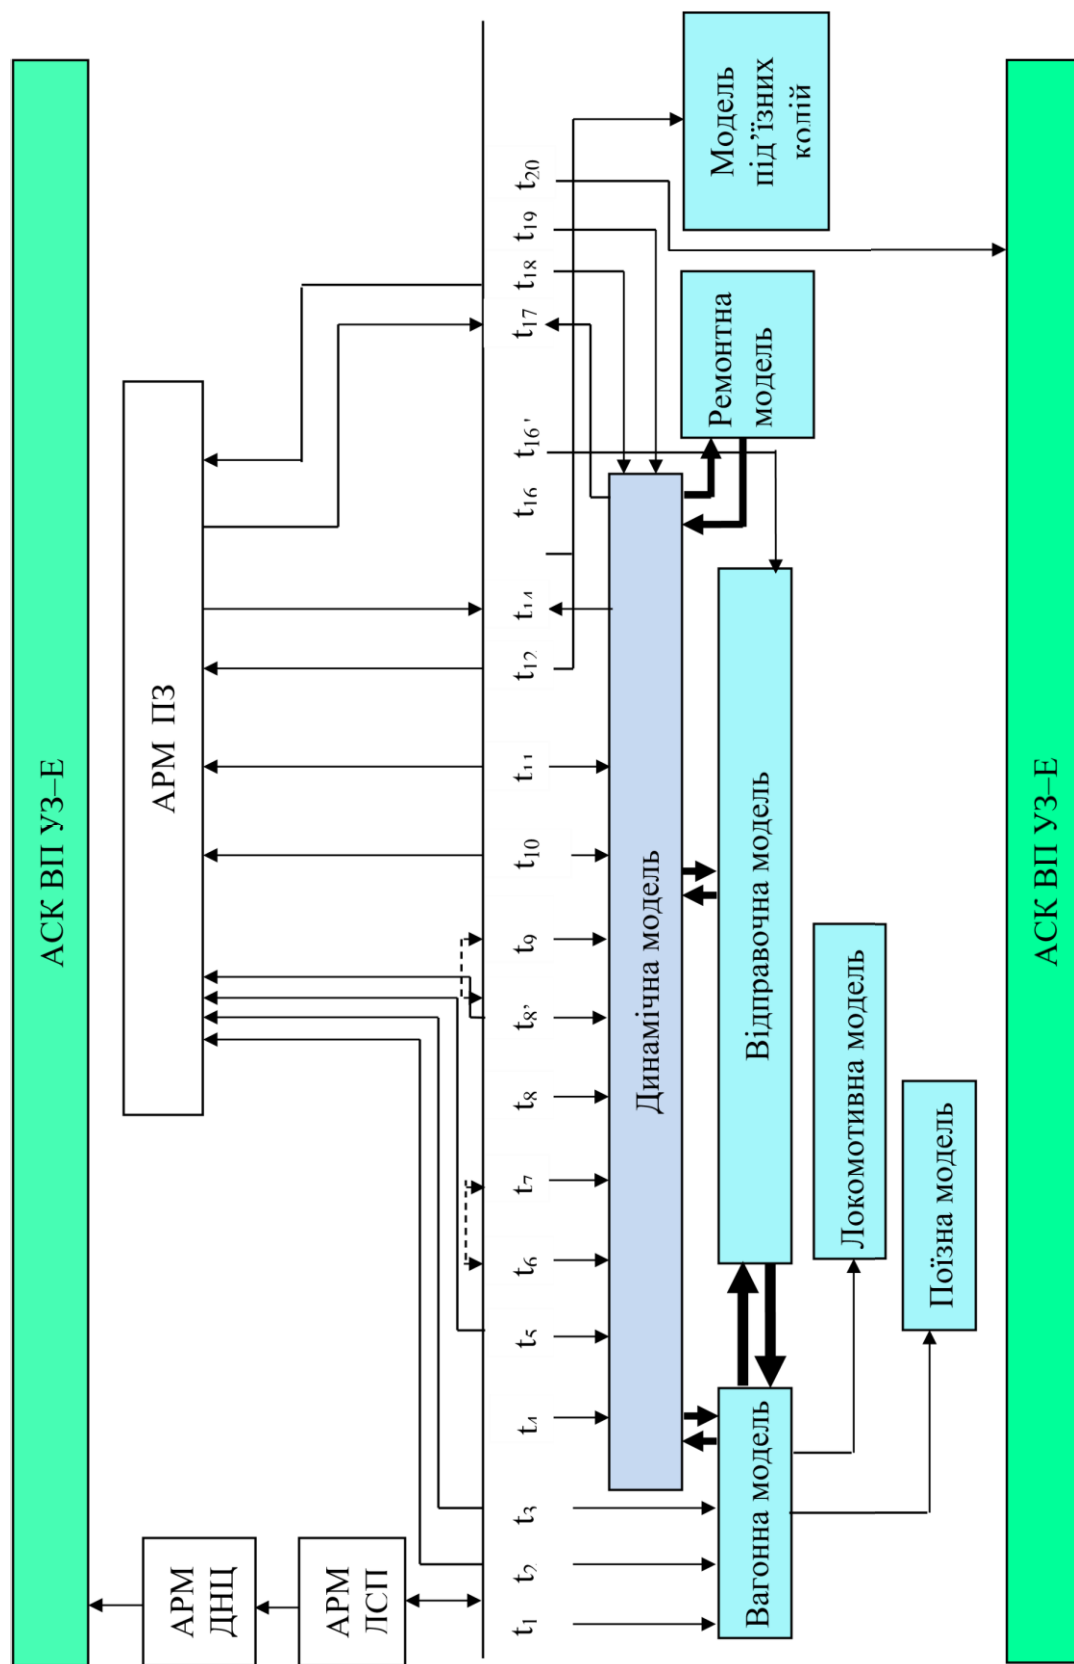 АСК ВП УЗ–Е
АРМ
ДНЦ
АРМ
ЛСП
АРМ ПЗ
t1
t2
t3
t4
t5
t6
t7
t8
t8'
t9
t10
t11
t12
t14
t16
t16'
t17
t18
t19
t20
Динамічна модель
Вагонна модель
Відправочна модель
Ремонтна
модель
Модель
під’їзних
колій
Локомотивна модель
Поїзна модель
АСК ВП УЗ–Е